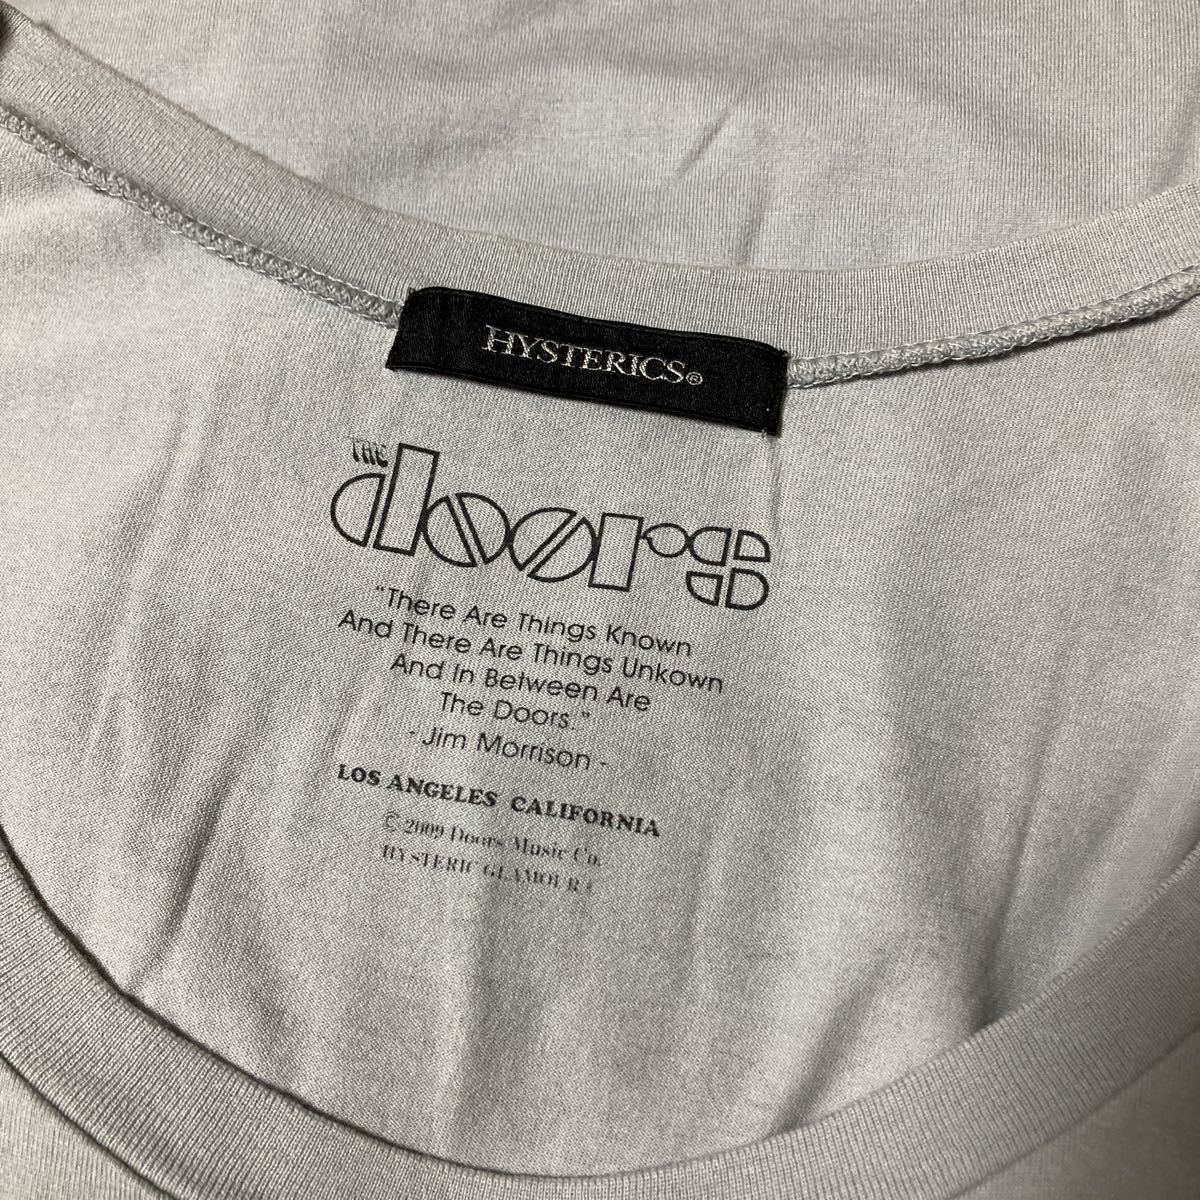 HYSTERICS®
THE
doors
“There Are Things Known
And There Are Things Unkown
And In Between Are
The Doors.”
- Jim Morrison -
LOS ANGELES CALIFORNIA
© 2009 Doors Music Co.
HYSTERIC GLAMOUR ®